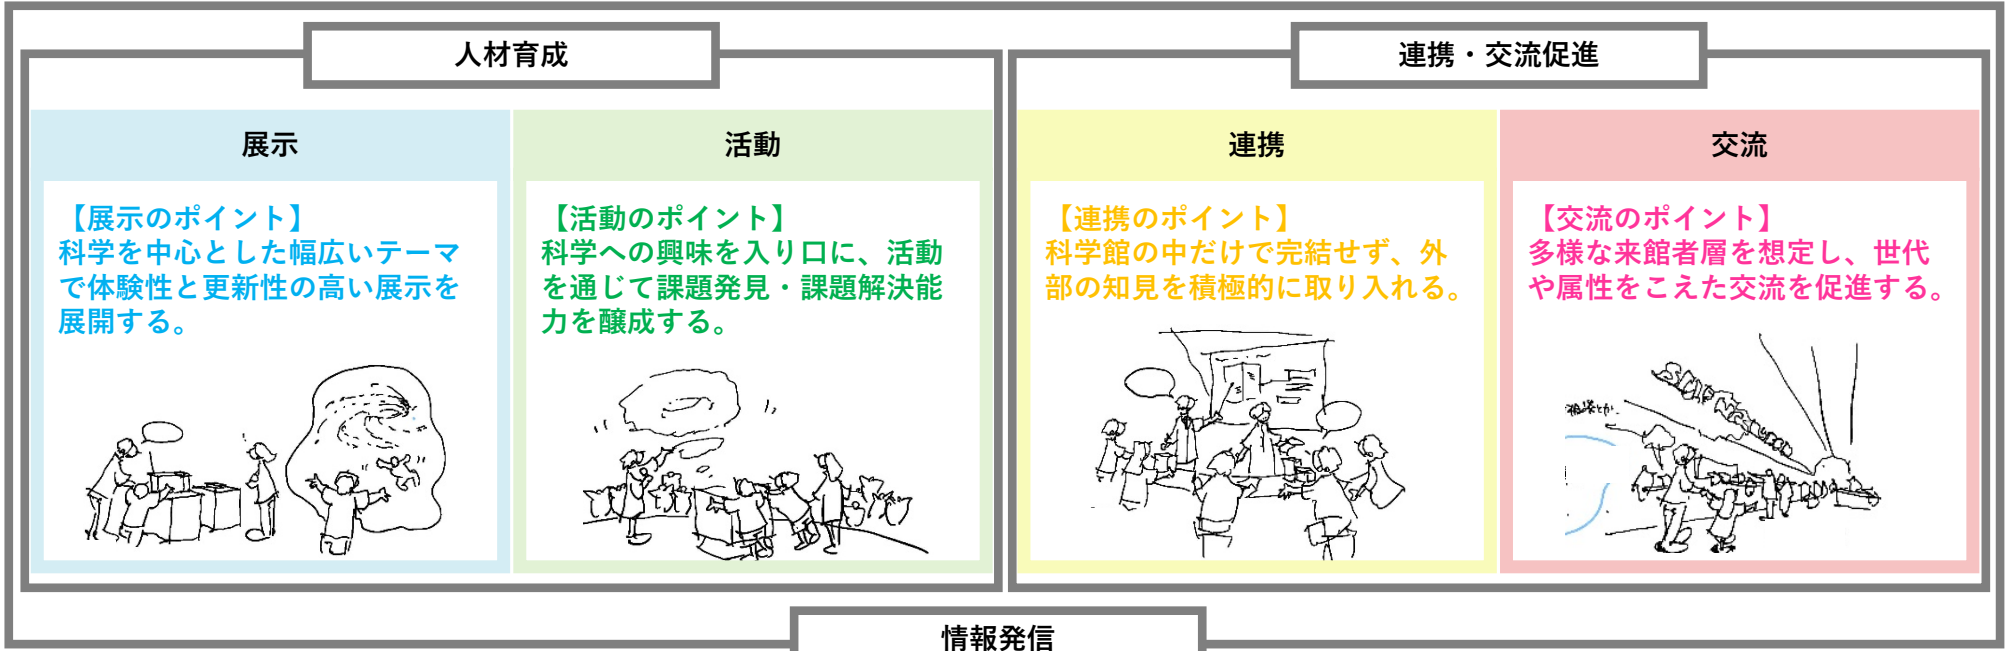 人材育成
連携・交流促進
展示
活動
連携
交流
【展示のポイント】
科学を中心とした幅広いテーマ
で体験性と更新性の高い展示を
展開する。
【活動のポイント】
科学への興味を入り口に、活動
を通じて課題発見・課題解決能
力を醸成する。
【連携のポイント】
科学館の中だけで完結せず、外
部の知見を積極的に取り入れる。
【交流のポイント】
多様な来館者層を想定し、世代
や属性をこえた交流を促進する。
情報発信